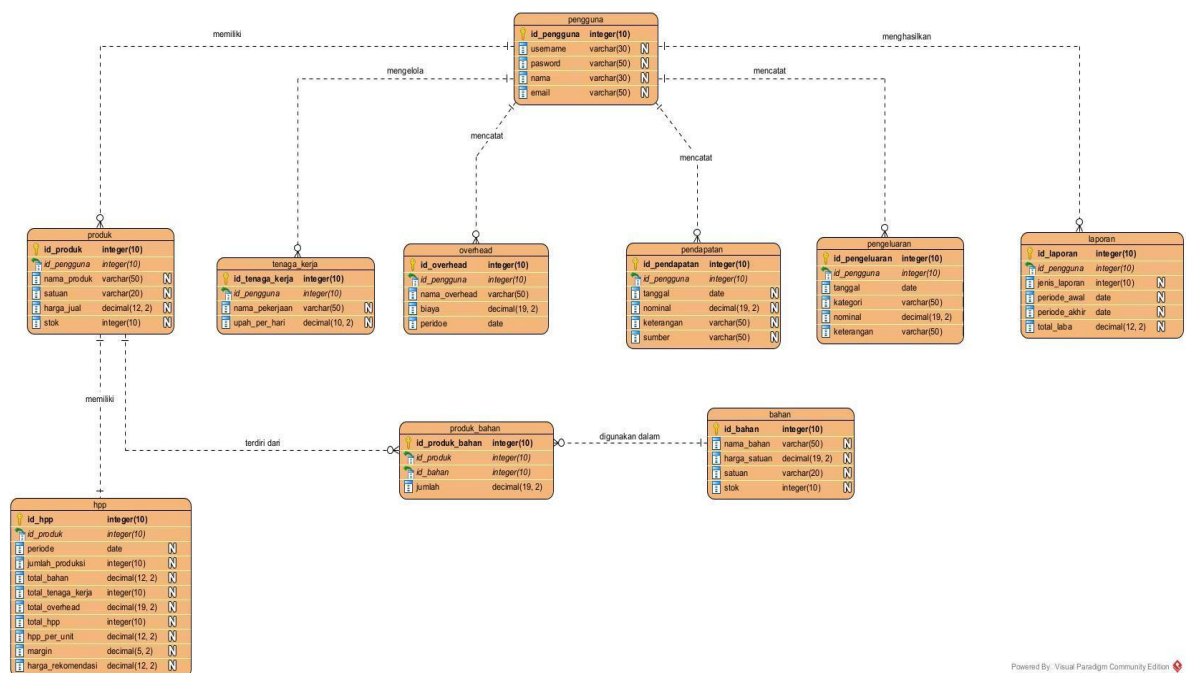 pengguna
id_pengguna integer(10)
username varchar(30) N
pasword varchar(50) N
nama varchar(30) N
email varchar(50) N
memiliki
mengelola
mencatat
mencatat
mencatat
menghasilkan
produk
id_produk integer(10)
id_pengguna integer(10)
nama_produk varchar(50) N
satuan varchar(20) N
harga_jual decimal(12, 2) N
stok integer(10) N
tenaga_kerja
id_tenaga_kerja integer(10)
id_pengguna integer(10)
nama_pekerjaan varchar(50) N
upah_per_hari decimal(10, 2) N
overhead
id_overhead integer(10)
id_pengguna integer(10)
nama_overhead varchar(50)
biaya decimal(19, 2)
peridoe date
pendapatan
id_pendapatan integer(10)
id_pengguna integer(10)
tanggal date N
nominal decimal(19, 2) N
keterangan varchar(50) N
sumber varchar(50) N
pengeluaran
id_pengeluaran integer(10)
id_pengguna integer(10)
tanggal date
kategori varchar(50)
nominal decimal(19, 2)
keterangan varchar(50)
laporan
id_laporan integer(10)
id_pengguna integer(10)
jenis_laporan integer(10) N
periode_awal date N
periode_akhir date N
total_laba decimal(12, 2) N
memiliki
terdiri dari
produk_bahan
id_produk_bahan integer(10)
id_produk integer(10)
id_bahan integer(10)
jumlah decimal(19, 2)
digunakan dalam
bahan
id_bahan integer(10)
nama_bahan varchar(50) N
harga_satuan decimal(19, 2) N
satuan varchar(20) N
stok integer(10) N
hpp
id_hpp integer(10)
id_produk integer(10)
periode date N
jumlah_produksi integer(10) N
total_bahan decimal(12, 2) N
total_tenaga_kerja integer(10) N
total_overhead decimal(19, 2) N
total_hpp integer(10) N
hpp_per_unit decimal(12, 2) N
margin decimal(5, 2) N
harga_rekomendasi decimal(12, 2) N
Powered By: Visual Paradigm Community Edition